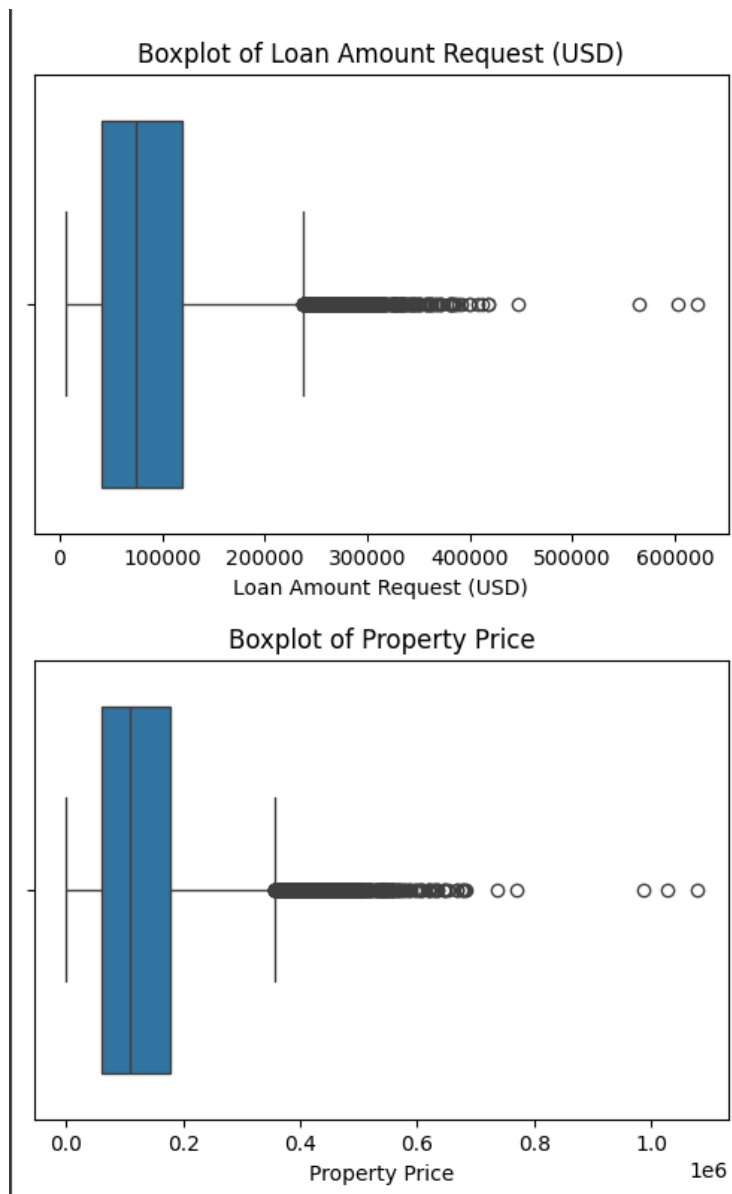 Boxplot of Loan Amount Request (USD)
0 100000 200000 300000 400000 500000 600000
Loan Amount Request (USD)
Boxplot of Property Price
0.0 0.2 0.4 0.6 0.8 1.0
1e6
Property Price